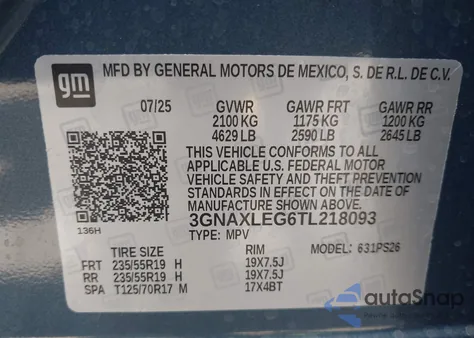 gm
MFD BY GENERAL MOTORS DE MEXICO, S. DE R.L. DE C.V.
07/25 GVWR GAWR FRT GAWR RR
2100 KG 1175 KG 1200 KG
4629 LB 2590 LB 2645 LB
THIS VEHICLE CONFORMS TO ALL
APPLICABLE U.S. FEDERAL MOTOR
VEHICLE SAFETY AND THEFT PREVENTION
STANDARDS IN EFFECT ON THE DATE
OF MANUFACTURE SHOWN ABOVE.
3GNAXLEG6TL218093
136H
TYPE: MPV MODEL: 631PS26
TIRE SIZE RIM
FRT 235/55R19 H 19X7.5J
RR 235/55R19 H 19X7.5J
SPA T125/70R17 M 17X4BT
autoSnap